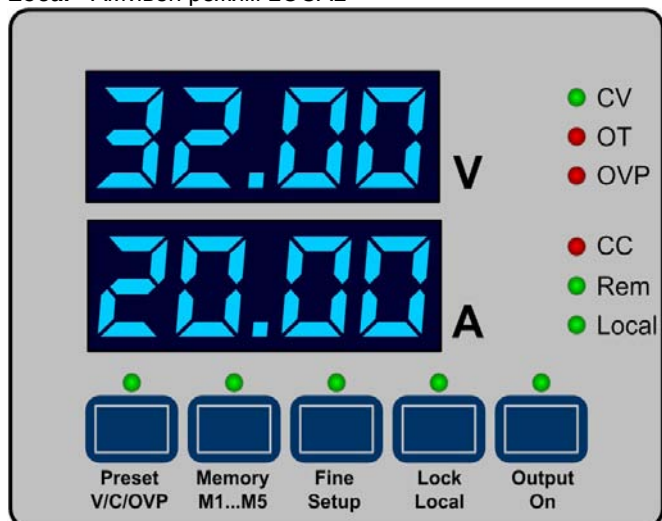 32.00 V
20.00 A
CV
OT
OVP
CC
Rem
Local
Preset V/C/OVP
Memory M1...M5
Fine Setup
Lock Local
Output On